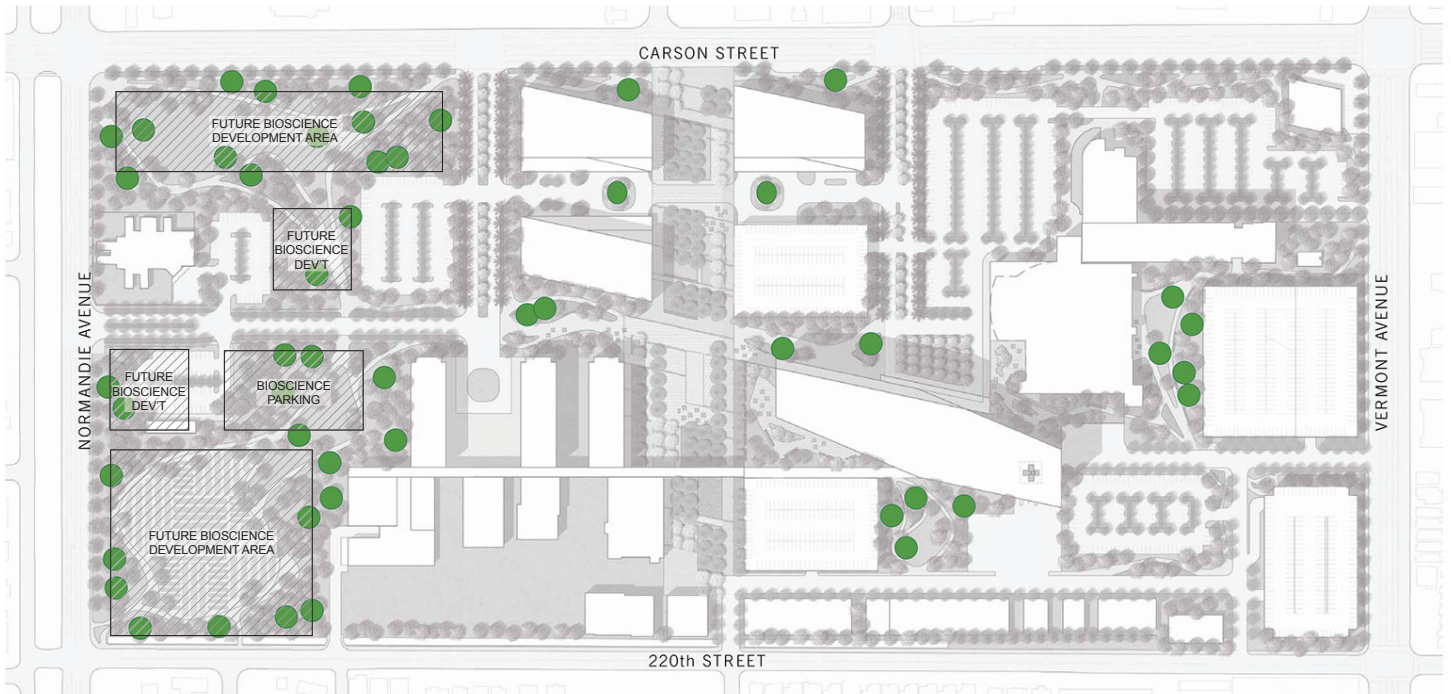 CARSON STREET
FUTURE BIOSCIENCE
DEVELOPMENT AREA
FUTURE
BIOSCIENCE
DEV'T
NORMANDIE AVENUE
VERMONT AVENUE
FUTURE
BIOSCIENCE
DEV'T
BIOSCIENCE
PARKING
FUTURE BIOSCIENCE
DEVELOPMENT AREA
220th STREET